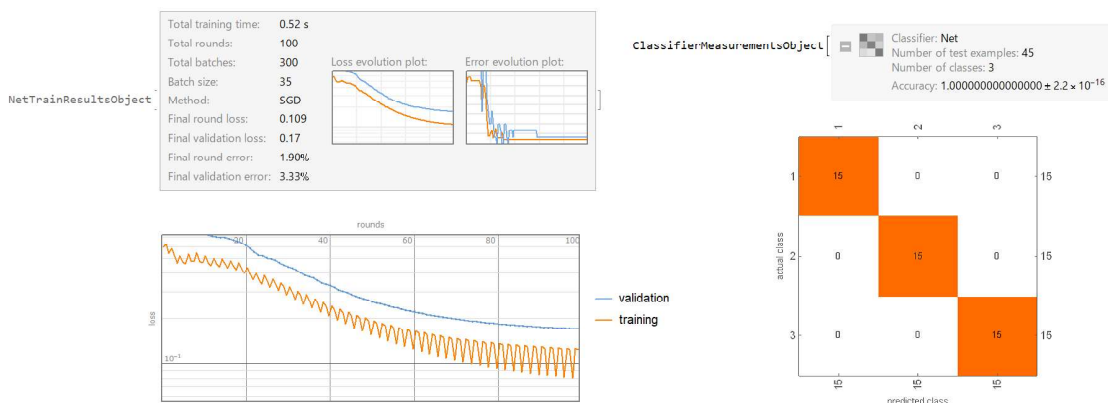 NetTrainResultsObject[
Total training time: 0.52 s
Total rounds: 100
Total batches: 300
Batch size: 35
Method: SGD
Final round loss: 0.109
Final validation loss: 0.17
Final round error: 1.90%
Final validation error: 3.33%
Loss evolution plot:
Error evolution plot:
]
rounds
20 40 60 80 100
loss
10⁻¹
validation
training
ClassifierMeasurementsObject[
Classifier: Net
Number of test examples: 45
Number of classes: 3
Accuracy: 1.000000000000000 ± 2.2 × 10⁻¹⁶
1 2 3
1 15 0 0 15
2 0 15 0 15
3 0 0 15 15
actual class
15 15 15
predicted class